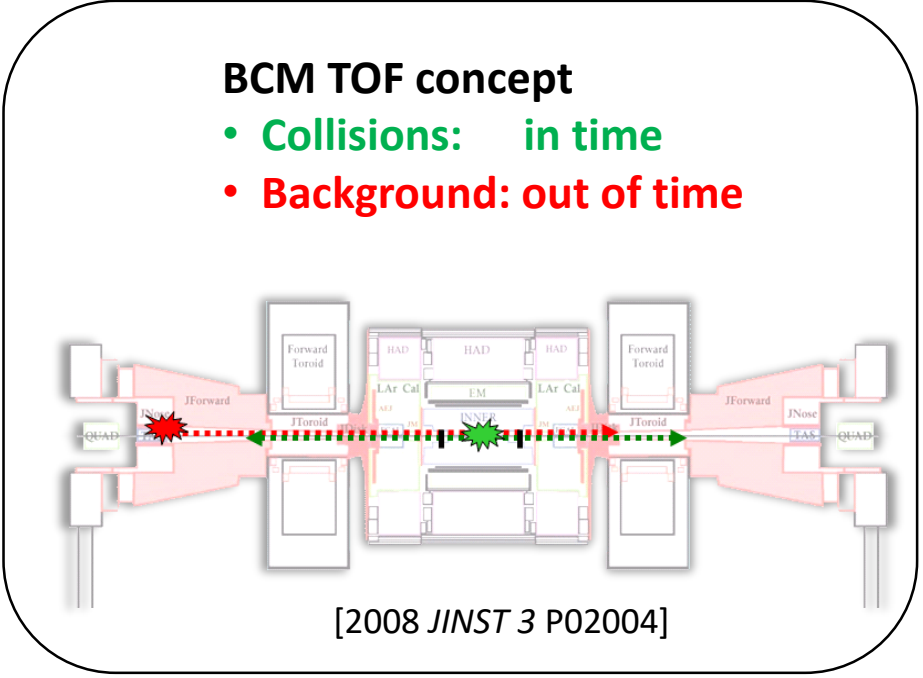 BCM TOF concept
• Collisions: in time
• Background: out of time
Forward Toroid
HAD
HAD
HAD
Forward Toroid
LAr Cal
EM
LAr Cal
JForward
JForward
JNose
INNER
JNose
JToroid
JToroid
QUAD
TAS
QUAD
[2008 JINST 3 P02004]